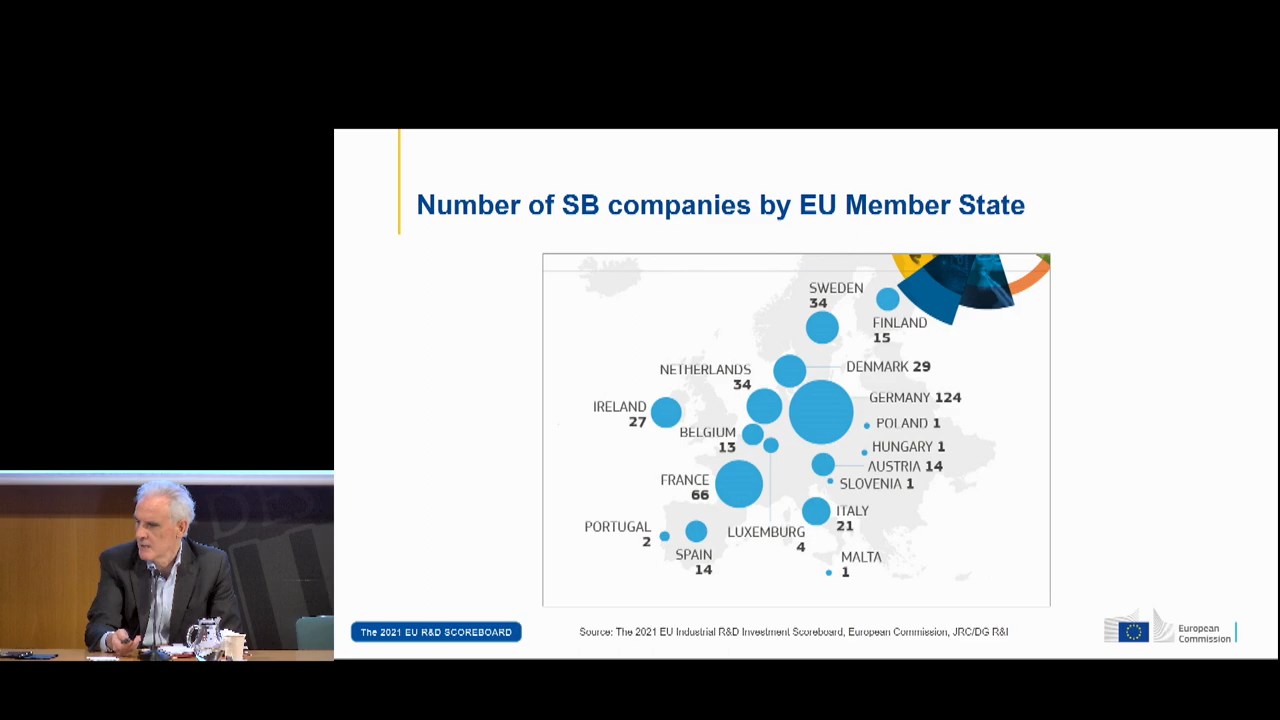 Number of SB companies by EU Member State
SWEDEN
34
FINLAND
15
NETHERLANDS
34
DENMARK 29
IRELAND
27
GERMANY 124
BELGIUM
13
POLAND 1
HUNGARY 1
AUSTRIA 14
FRANCE
66
SLOVENIA 1
ITALY
21
PORTUGAL
2
SPAIN
14
LUXEMBURG
4
MALTA
1
The 2021 EU R&D SCOREBOARD
Source: The 2021 EU Industrial R&D Investment Scoreboard, European Commission, JRC/DG R&I
European
Commission